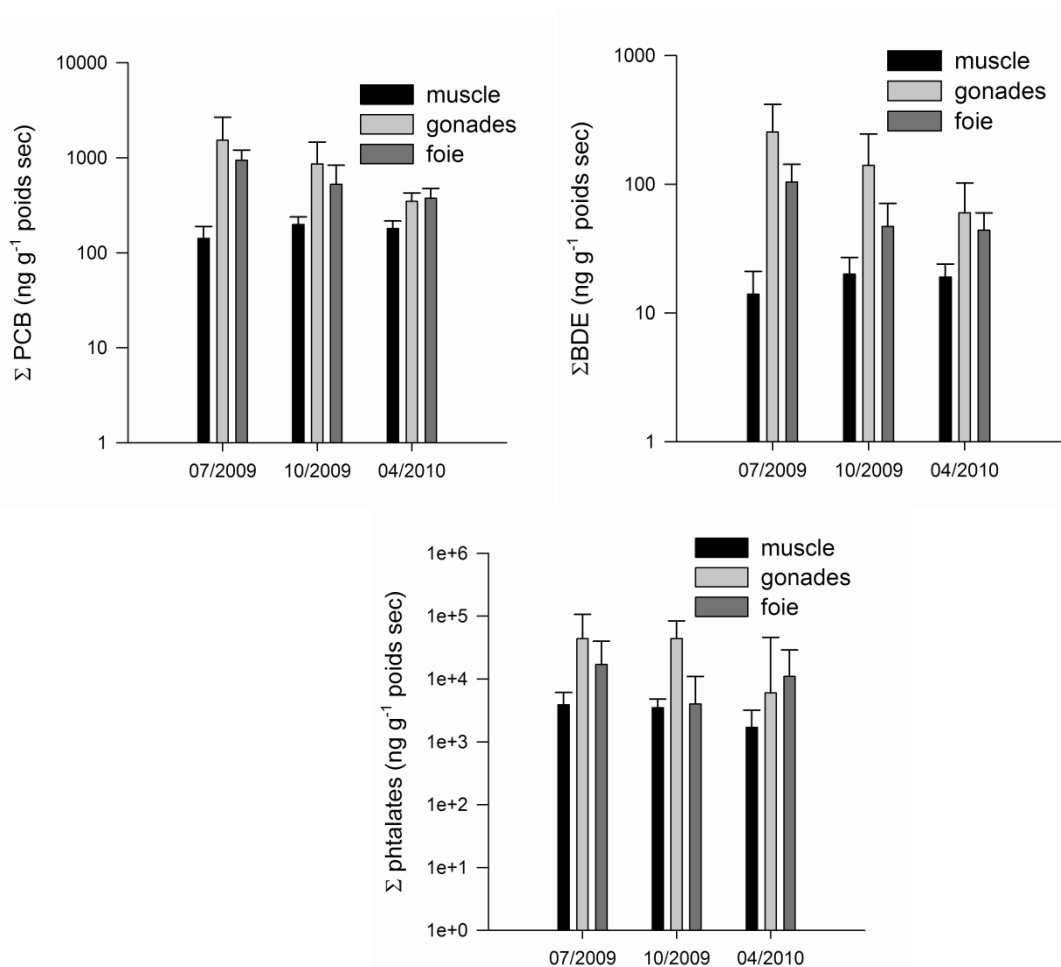 Σ PCB (ng g⁻¹ poids sec)
10000
1000
100
10
1
muscle
gonades
foie
07/2009 10/2009 04/2010
ΣBDE (ng g⁻¹ poids sec)
1000
100
10
1
muscle
gonades
foie
07/2009 10/2009 04/2010
Σ phtalates (ng g⁻¹ poids sec)
1e+6
1e+5
1e+4
1e+3
1e+2
1e+1
1e+0
muscle
gonades
foie
07/2009 10/2009 04/2010